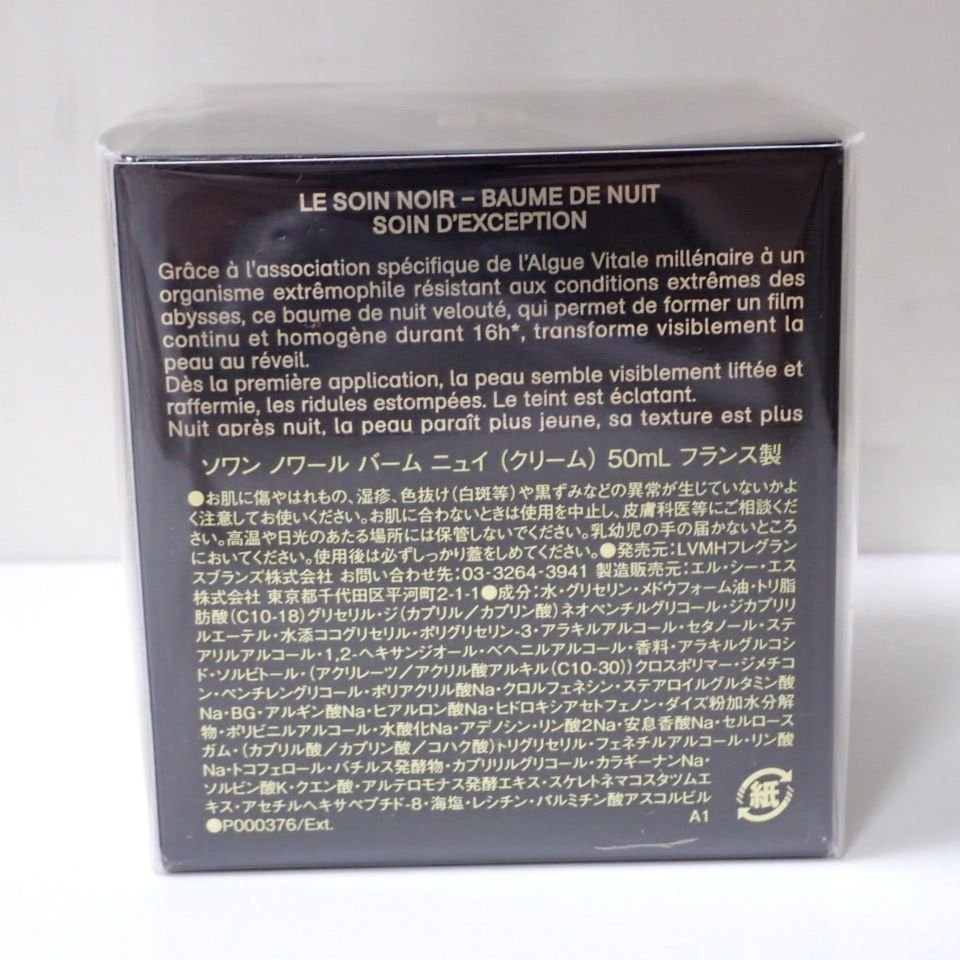 LE SOIN NOIR – BAUME DE NUIT
SOIN D'EXCEPTION
Grâce à l'association spécifique de l'Algue Vitale millénaire à un
organisme extrêmophile résistant aux conditions extrêmes des
abysses, ce baume de nuit velouté, qui permet de former un film
continu et homogène durant 16h*, transforme visiblement la
peau au réveil.
Dès la première application, la peau semble visiblement liftée et
raffermie, les ridules estompées. Le teint est éclatant.
Nuit après nuit, la peau paraît plus jeune, sa texture est plus
ソワン ノワール バーム ニュイ (クリーム) 50mL フランス製
●お肌に傷やはれもの、湿疹、色抜け(白斑等)や黒ずみなどの異常が生じていないかよ
く注意してお使いください。お肌に合わないときは使用を中止し、皮膚科医等にご相談くださ
い。高温や日光のあたる場所には保管しないでください。乳幼児の手の届かないところ
においてください。使用後は必ずしっかり蓋をしめてください。●発売元:LVMHフレグラン
スブランズ株式会社 お問い合わせ先:03-3264-3941 製造販売元:エル・シー・エス
株式会社 東京都千代田区平河町2-1-1●成分:水・グリセリン・メドウフォーム油・トリ脂
肪酸(C10-18)グリセリル・ジ(カプリル/カプリン酸)ネオペンチルグリコール・ジカプリリ
ルエーテル・水添ココグリセリル・ポリグリセリン-3・アラキルアルコール・セタノール・ステ
アリルアルコール・1,2-ヘキサンジオール・ベヘニルアルコール・香料・アラキルグルコシ
ド・ソルビトール・(アクリレーツ/アクリル酸アルキル(C10-30))クロスポリマー・ジメチコ
ン・ペンチレングリコール・ポリアクリル酸Na・クロルフェネシン・ステアロイルグルタミン酸
Na・BG・アルギン酸Na・ヒアルロン酸Na・ヒドロキシアセトフェノン・ダイズ粉加水分解
物・ポリビニルアルコール・水酸化Na・アデノシン・リン酸2Na・安息香酸Na・セルロース
ガム・(カプリル酸/カプリン酸/コハク酸)トリグリセリル・フェネチルアルコール・リン酸
Na・トコフェロール・バチルス発酵物・カプリリルグリコール・カラギーナンNa・
ソルビン酸K・クエン酸・アルテロモナス発酵エキス・スケレトネマコスタツムエ
キス・アセチルヘキサペプチド-8・海塩・レシチン・パルミチン酸アスコルビル
●P000376/Ext.
A1
紙